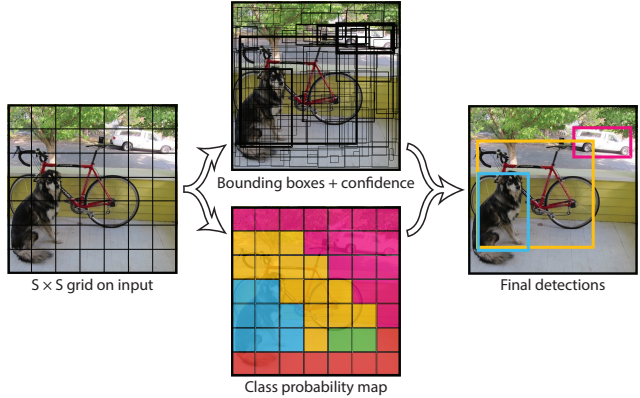 Bounding boxes + confidence
S × S grid on input
Final detections
Class probability map